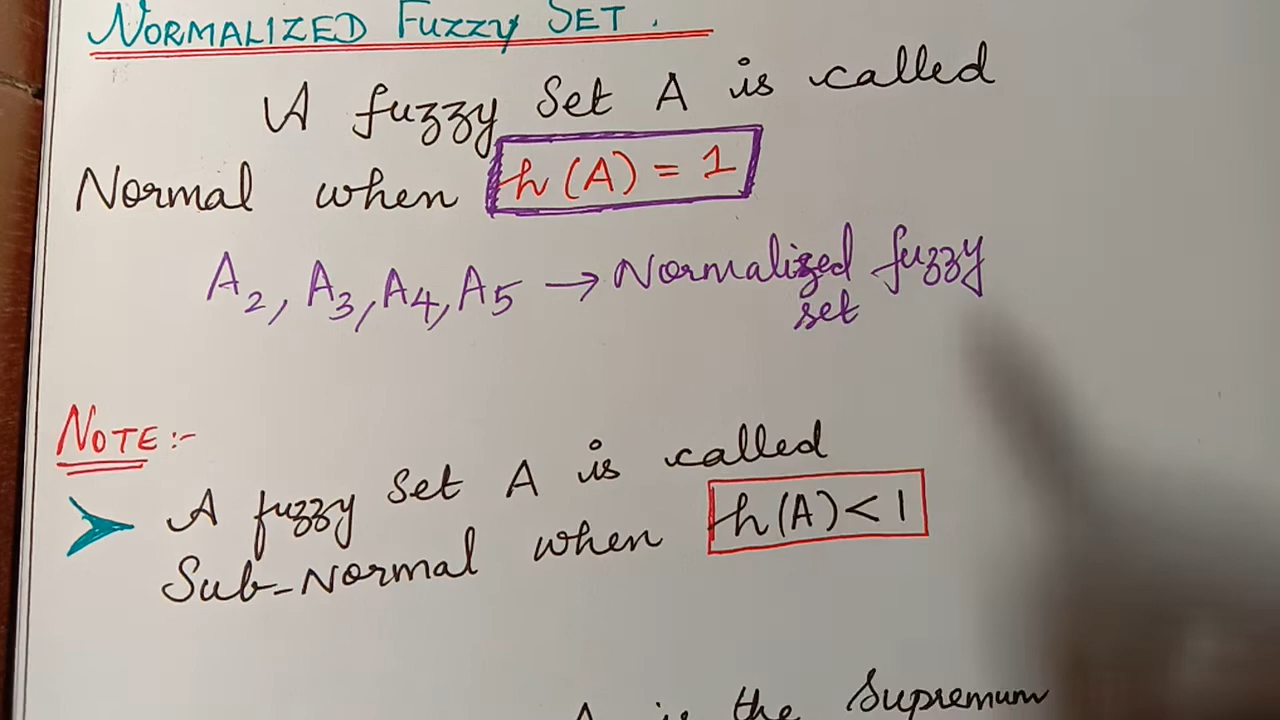 NORMALIZED FUZZY SET.
A fuzzy Set A is called
Normal when h(A) = 1
A2, A3, A4, A5 → Normalized fuzzy
set
NOTE:-
➤ A fuzzy Set A is called
Sub-Normal when h(A) < 1
A is the Supremum